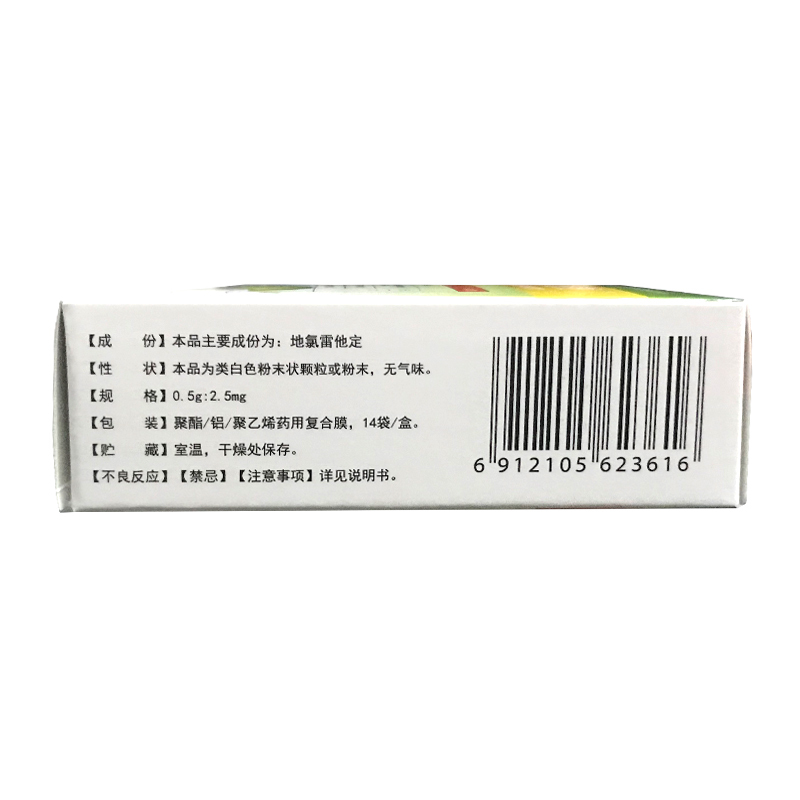 【成　份】本品主要成份为：地氯雷他定
【性　状】本品为类白色粉末状颗粒或粉末，无气味。
【规　格】0.5g:2.5mg
【包　装】聚酯/铝/聚乙烯药用复合膜，14袋/盒。
【贮　藏】室温，干燥处保存。
【不良反应】【禁忌】【注意事项】详见说明书。
6 912105 623616